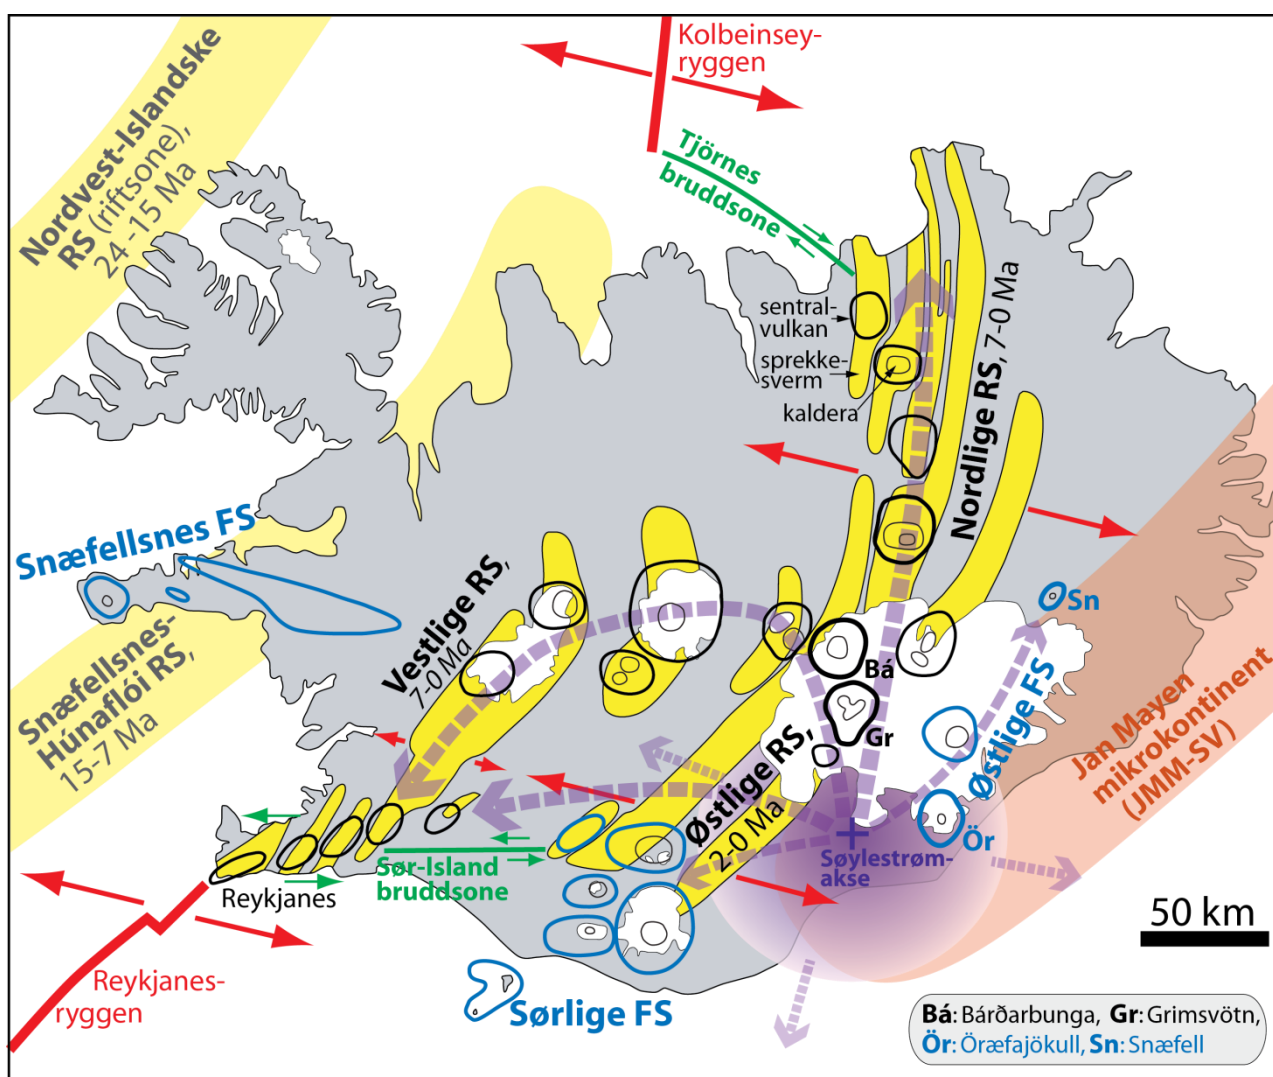 Kolbeinsey-
ryggen
Nordvest-Islandske
RS (riftsone),
24-15 Ma
Tjörnes
bruddsone
sentral-
vulkan
sprekke-
sverm
kaldera
Nordlige RS, 7-0 Ma
Snæfellsnes FS
Snæfellsnes-
Húnaflói RS,
15-7 Ma
Vestlige RS,
7-0 Ma
Sn
Bá
Gr
Østlige FS
Jan Mayen
mikrokontinent
(JMM-SV)
Østlige RS,
2-0 Ma
Ör
Søylestrøm-
akse
Sør-Island
bruddsone
Reykjanes
Reykjanes-
ryggen
Sørlige FS
50 km
Bá: Bárðarbunga, Gr: Grimsvötn,
Ör: Öræfajökull, Sn: Snæfell